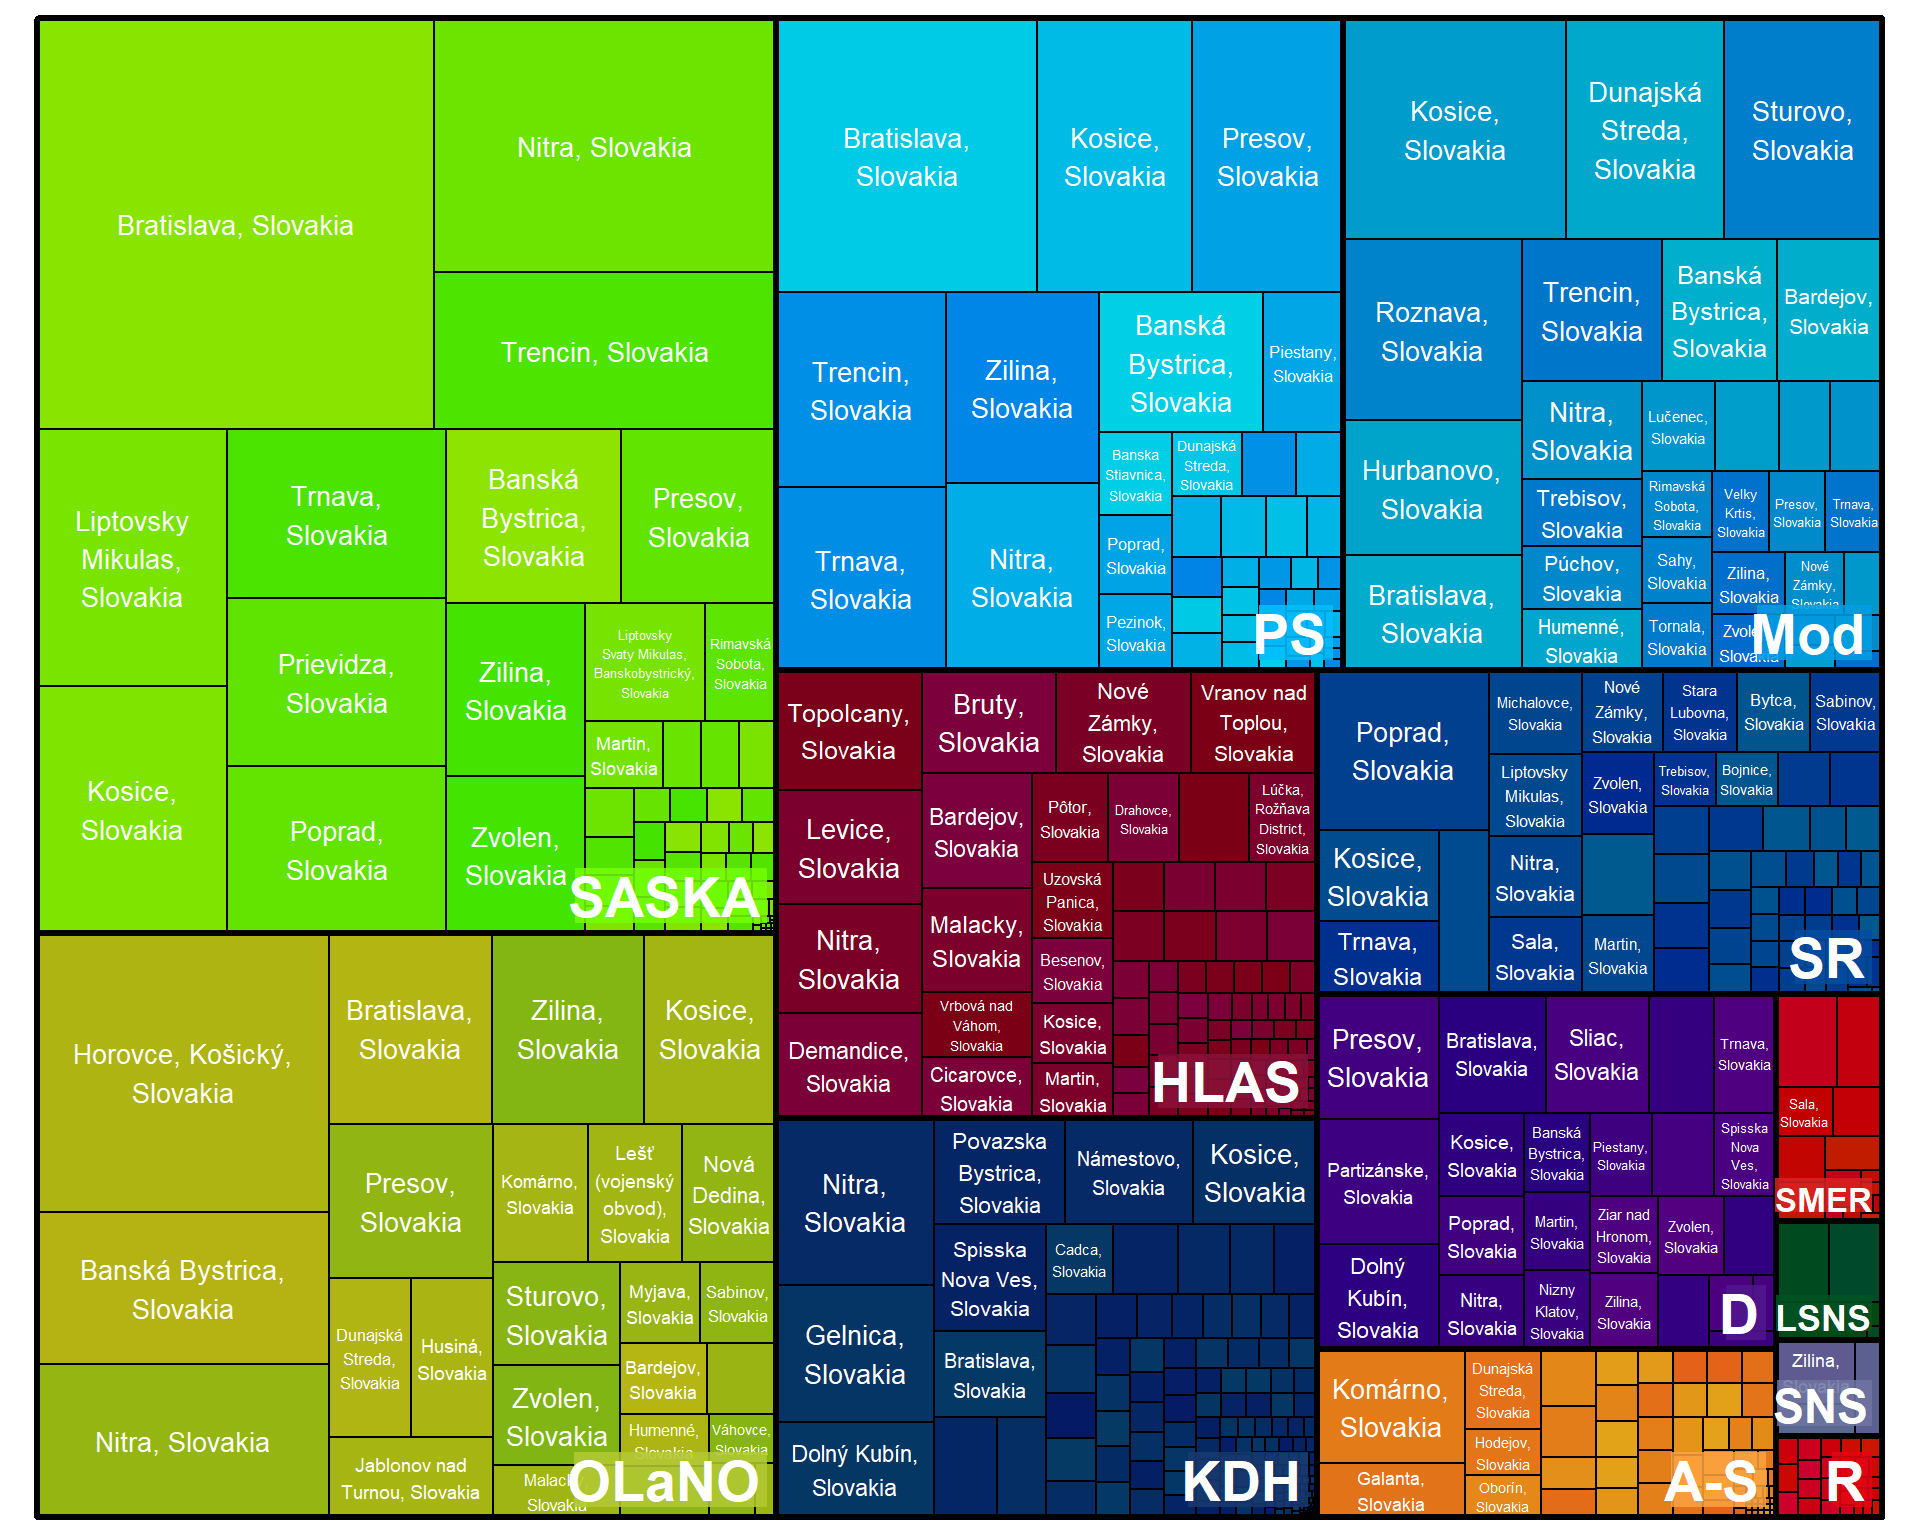 Bratislava, Slovakia
Nitra, Slovakia
Trencin, Slovakia
Liptovsky
Mikulas,
Slovakia
Trnava,
Slovakia
Banská
Bystrica,
Slovakia
Presov,
Slovakia
Prievidza,
Slovakia
Zilina,
Slovakia
Liptovsky
Svaty Mikulas,
Banskobystrický,
Slovakia
Rimavská
Sobota,
Slovakia
Martin,
Slovakia
Kosice,
Slovakia
Poprad,
Slovakia
Zvolen,
Slovakia
SASKA
Horovce, Košický,
Slovakia
Bratislava,
Slovakia
Zilina,
Slovakia
Kosice,
Slovakia
Banská Bystrica,
Slovakia
Presov,
Slovakia
Komárno,
Slovakia
Lešť
(vojenský
obvod),
Slovakia
Nová
Dedina,
Slovakia
Nitra, Slovakia
Dunajská
Streda,
Slovakia
Husiná,
Slovakia
Sturovo,
Slovakia
Myjava,
Slovakia
Sabinov,
Slovakia
Jablonov nad
Turnou, Slovakia
Zvolen,
Slovakia
Bardejov,
Slovakia
Humenné,
Slovakia
Váhovce,
Slovakia
Malacky,
Slovakia
OLaNO
Bratislava,
Slovakia
Kosice,
Slovakia
Presov,
Slovakia
Trencin,
Slovakia
Zilina,
Slovakia
Banská
Bystrica,
Slovakia
Piestany,
Slovakia
Trnava,
Slovakia
Nitra,
Slovakia
Banska
Stiavnica,
Slovakia
Dunajská
Streda,
Slovakia
Poprad,
Slovakia
Pezinok,
Slovakia
PS
Kosice,
Slovakia
Dunajská
Streda,
Slovakia
Sturovo,
Slovakia
Roznava,
Slovakia
Trencin,
Slovakia
Banská
Bystrica,
Slovakia
Bardejov,
Slovakia
Hurbanovo,
Slovakia
Nitra,
Slovakia
Lučenec,
Slovakia
Trebisov,
Slovakia
Rimavská
Sobota,
Slovakia
Velky
Krtis,
Slovakia
Presov,
Slovakia
Trnava,
Slovakia
Bratislava,
Slovakia
Púchov,
Slovakia
Sahy,
Slovakia
Zilina,
Slovakia
Nové
Zámky,
Slovakia
Humenné,
Slovakia
Tornala,
Slovakia
Zvolen,
Slovakia
Mod
Topolcany,
Slovakia
Bruty,
Slovakia
Nové
Zámky,
Slovakia
Vranov nad
Toplou,
Slovakia
Levice,
Slovakia
Bardejov,
Slovakia
Pôtor,
Slovakia
Drahovce,
Slovakia
Lúčka,
Rožňava
District,
Slovakia
Nitra,
Slovakia
Malacky,
Slovakia
Uzovská
Panica,
Slovakia
Besenov,
Slovakia
Demandice,
Slovakia
Vrbová nad
Váhom,
Slovakia
Kosice,
Slovakia
Cicarovce,
Slovakia
Martin,
Slovakia
HLAS
Nitra,
Slovakia
Povazska
Bystrica,
Slovakia
Námestovo,
Slovakia
Kosice,
Slovakia
Gelnica,
Slovakia
Spisska
Nova Ves,
Slovakia
Cadca,
Slovakia
Bratislava,
Slovakia
Dolný Kubín,
Slovakia
KDH
Poprad,
Slovakia
Michalovce,
Slovakia
Nové
Zámky,
Slovakia
Stara
Lubovna,
Slovakia
Bytca,
Slovakia
Sabinov,
Slovakia
Liptovsky
Mikulas,
Slovakia
Zvolen,
Slovakia
Trebisov,
Slovakia
Bojnice,
Slovakia
Kosice,
Slovakia
Nitra,
Slovakia
Trnava,
Slovakia
Sala,
Slovakia
Martin,
Slovakia
SR
Presov,
Slovakia
Bratislava,
Slovakia
Sliac,
Slovakia
Trnava,
Slovakia
Partizánske,
Slovakia
Kosice,
Slovakia
Banská
Bystrica,
Slovakia
Piestany,
Slovakia
Spisska
Nova
Ves,
Slovakia
Dolný
Kubín,
Slovakia
Poprad,
Slovakia
Martin,
Slovakia
Ziar nad
Hronom,
Slovakia
Zvolen,
Slovakia
Nitra,
Slovakia
Nizny
Klatov,
Slovakia
Zilina,
Slovakia
D
Sala,
Slovakia
SMER
LSNS
Zilina,
Slovakia
SNS
Komárno,
Slovakia
Dunajská
Streda,
Slovakia
Hodejov,
Slovakia
Galanta,
Slovakia
Oborín,
Slovakia
A-S
R